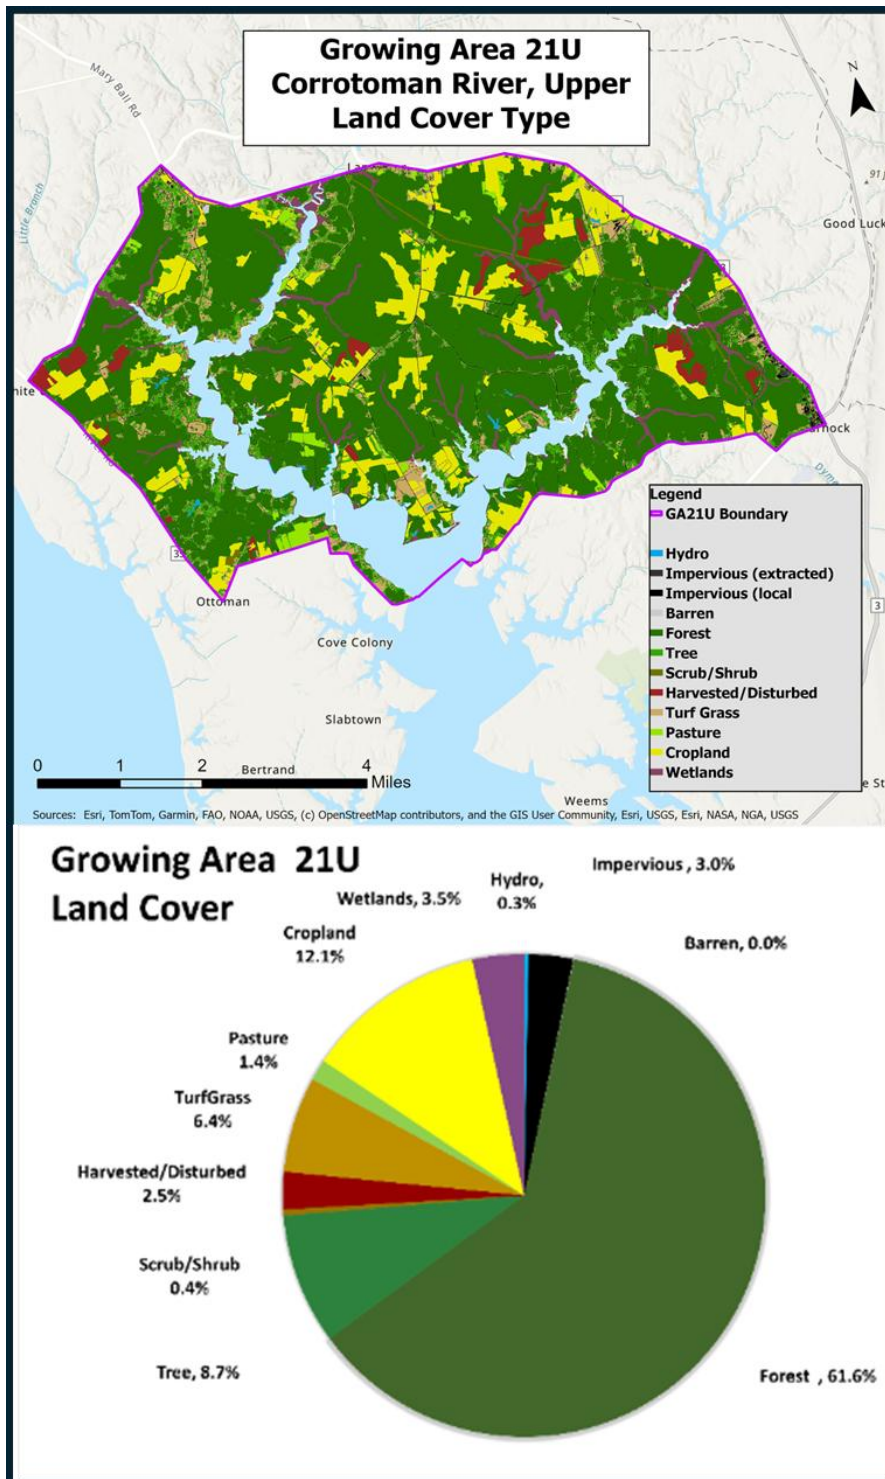 Growing Area 21U
Corrotoman River, Upper
Land Cover Type
N
Mary Ball Rd
Little Branch
91
Good Luck
Ottoman
Cove Colony
Slabtown
Bertrand
Weems
3
Legend
GA21U Boundary
Hydro
Impervious (extracted)
Impervious (local
Barren
Forest
Tree
Scrub/Shrub
Harvested/Disturbed
Turf Grass
Pasture
Cropland
Wetlands
0 1 2 4
Miles
Sources: Esri, TomTom, Garmin, FAO, NOAA, USGS, (c) OpenStreetMap contributors, and the GIS User Community, Esri, USGS, Esri, NASA, NGA, USGS
Growing Area 21U
Land Cover
Impervious , 3.0%
Hydro,
0.3%
Wetlands, 3.5%
Cropland
12.1%
Barren, 0.0%
Pasture
1.4%
TurfGrass
6.4%
Harvested/Disturbed
2.5%
Scrub/Shrub
0.4%
Tree, 8.7%
Forest , 61.6%